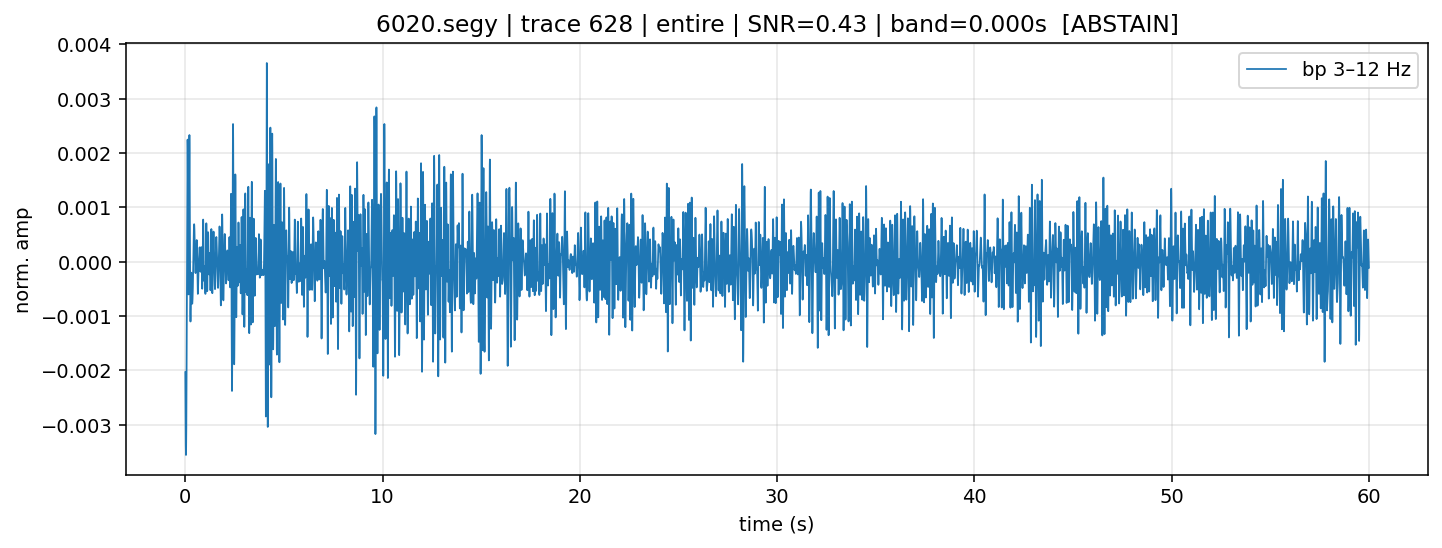 6020.segy | trace 628 | entire | SNR=0.43 | band=0.000s  [ABSTAIN]
bp 3–12 Hz
norm. amp
0.004
0.003
0.002
0.001
0.000
−0.001
−0.002
−0.003
0 10 20 30 40 50 60
time (s)